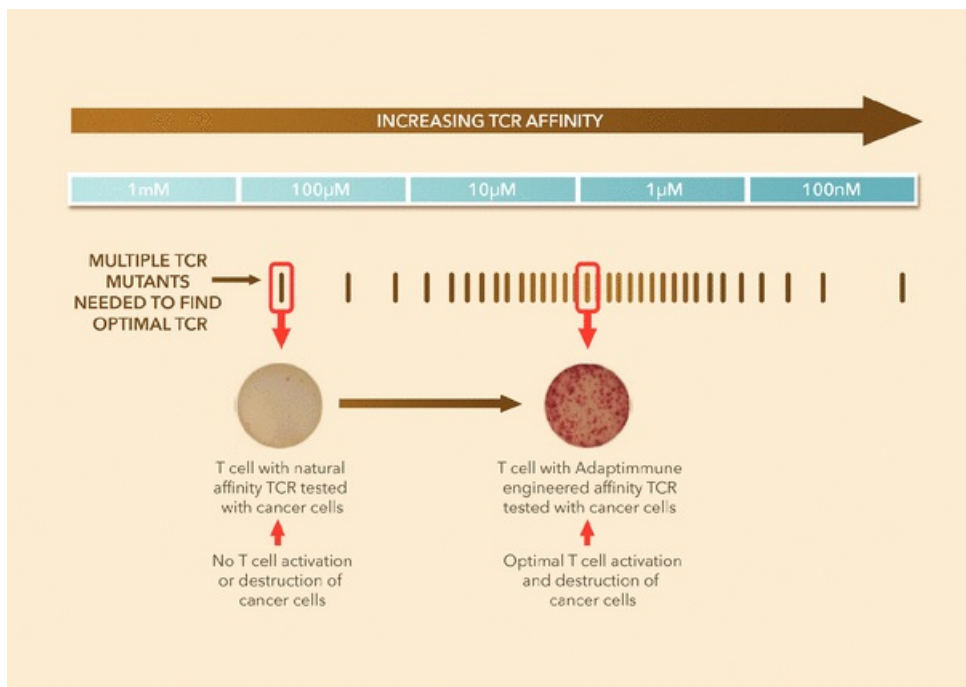 INCREASING TCR AFFINITY
1mM 100µM 10µM 1µM 100nM
MULTIPLE TCR
MUTANTS
NEEDED TO FIND
OPTIMAL TCR
T cell with natural
affinity TCR tested
with cancer cells
No T cell activation
or destruction of
cancer cells
T cell with Adaptimmune
engineered affinity TCR
tested with cancer cells
Optimal T cell activation
and destruction of
cancer cells